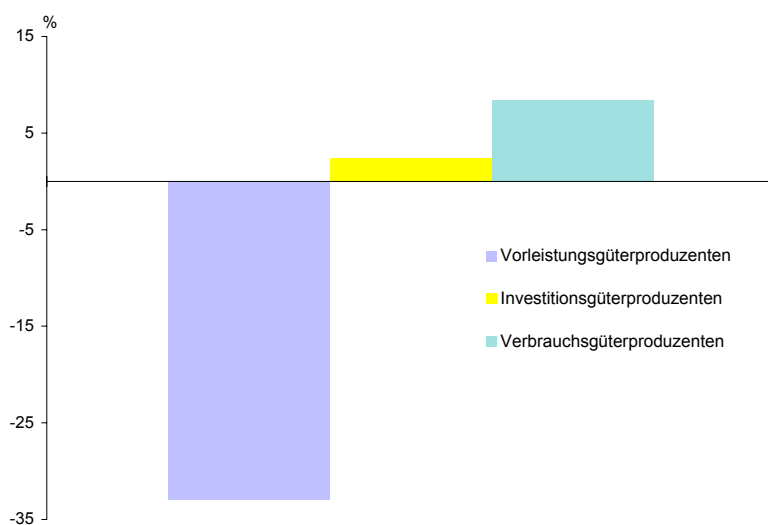 %
15
5
-5
-15
-25
-35
Vorleistungsgüterproduzenten
Investitionsgüterproduzenten
Verbrauchsgüterproduzenten